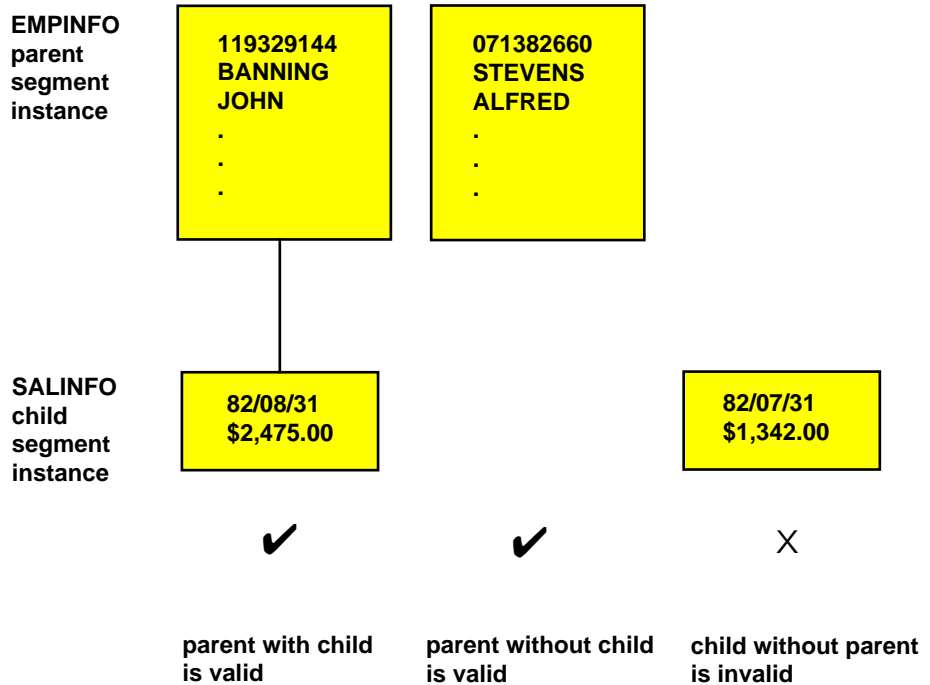 EMPINFO
parent
segment
instance
119329144
BANNING
JOHN
.
.
.
071382660
STEVENS
ALFRED
.
.
.
SALINFO
child
segment
instance
82/08/31
$2,475.00
82/07/31
$1,342.00
✔
✔
X
parent with child
is valid
parent without child
is valid
child without parent
is invalid